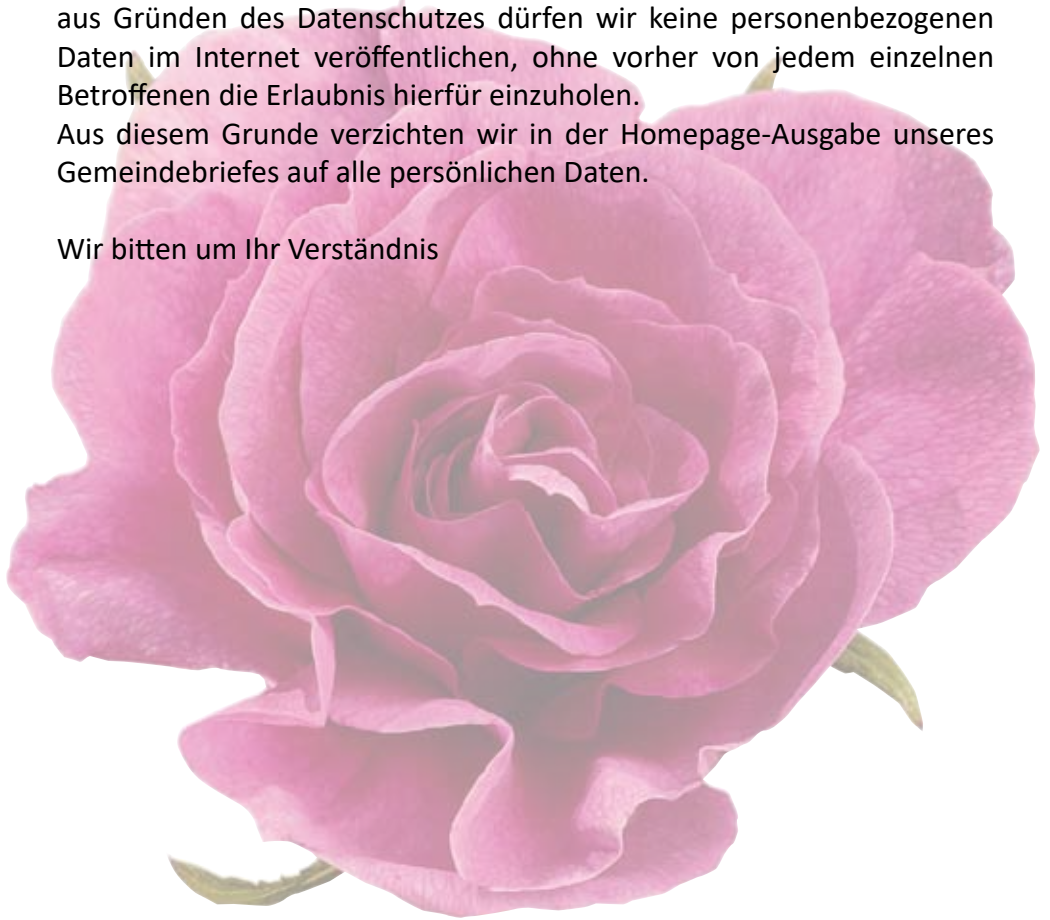 aus Gründen des Datenschutzes dürfen wir keine personenbezogenen
Daten im Internet veröffentlichen, ohne vorher von jedem einzelnen
Betroffenen die Erlaubnis hierfür einzuholen.
Aus diesem Grunde verzichten wir in der Homepage-Ausgabe unseres
Gemeindebriefes auf alle persönlichen Daten.
Wir bitten um Ihr Verständnis